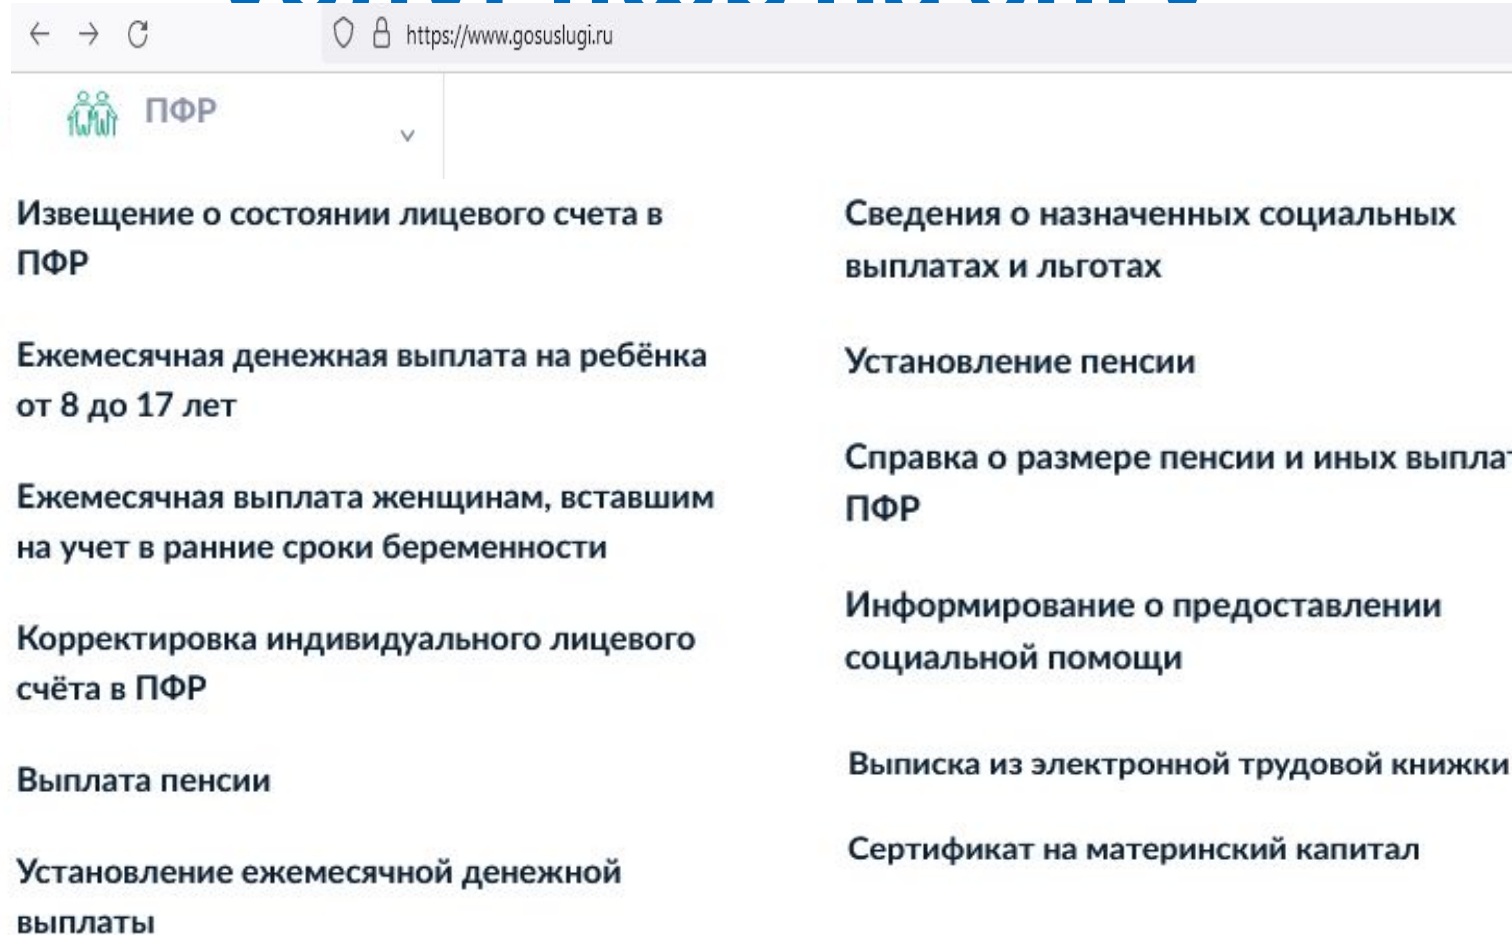 https://www.gosuslugi.ru
ПФР
Извещение о состоянии лицевого счета в
ПФР
Ежемесячная денежная выплата на ребёнка
от 8 до 17 лет
Ежемесячная выплата женщинам, вставшим
на учет в ранние сроки беременности
Корректировка индивидуального лицевого
счёта в ПФР
Выплата пенсии
Установление ежемесячной денежной
выплаты
Сведения о назначенных социальных
выплатах и льготах
Установление пенсии
Справка о размере пенсии и иных
ПФР
Информирование о предоставлении
социальной помощи
Выписка из электронной трудовой книжки
Сертификат на материнский капитал